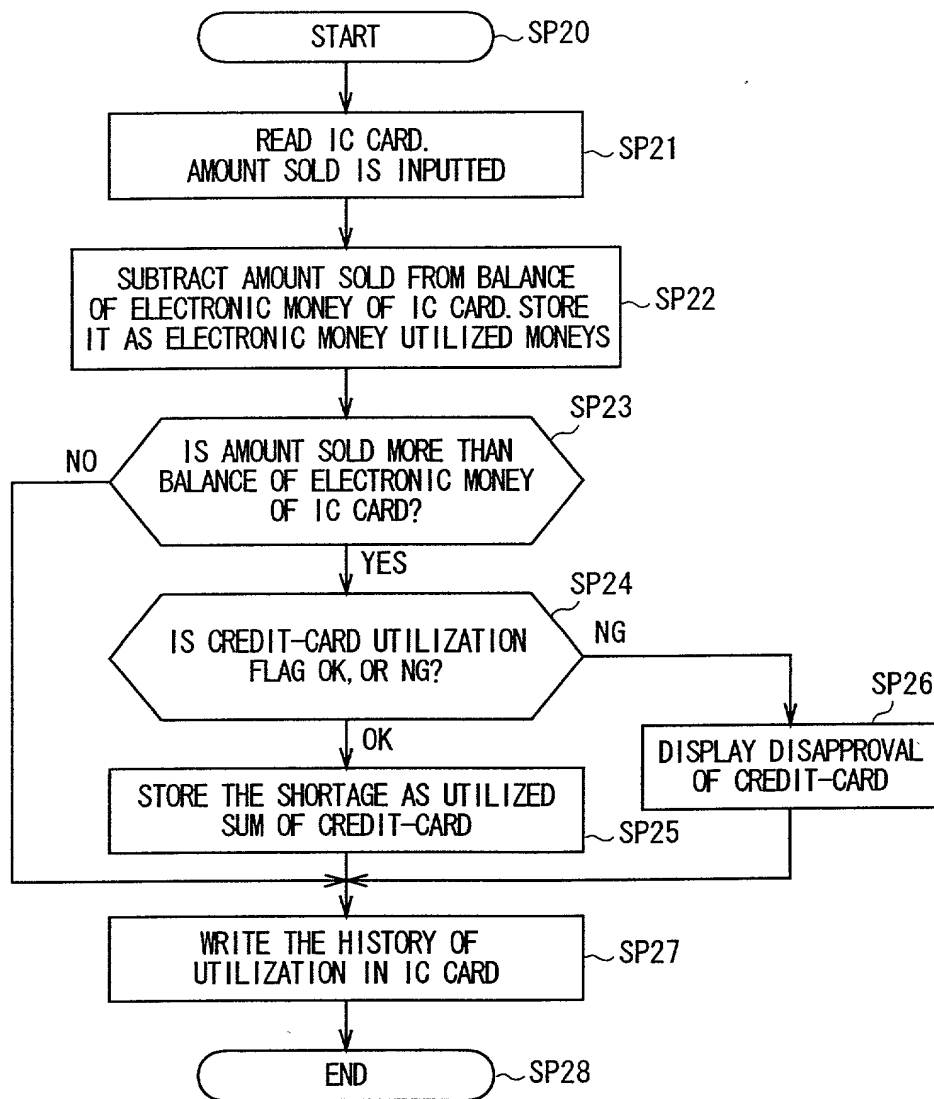 START
SP20
READ IC CARD.
AMOUNT SOLD IS INPUTTED
SP21
SUBTRACT AMOUNT SOLD FROM BALANCE
OF ELECTRONIC MONEY OF IC CARD. STORE
IT AS ELECTRONIC MONEY UTILIZED MONEYS
SP22
SP23
NO
IS AMOUNT SOLD MORE THAN
BALANCE OF ELECTRONIC MONEY
OF IC CARD?
YES
SP24
IS CREDIT-CARD UTILIZATION
FLAG OK, OR NG?
NG
SP26
OK
DISPLAY DISAPPROVAL
OF CREDIT-CARD
STORE THE SHORTAGE AS UTILIZED
SUM OF CREDIT-CARD
SP25
WRITE THE HISTORY OF
UTILIZATION IN IC CARD
SP27
END
SP28